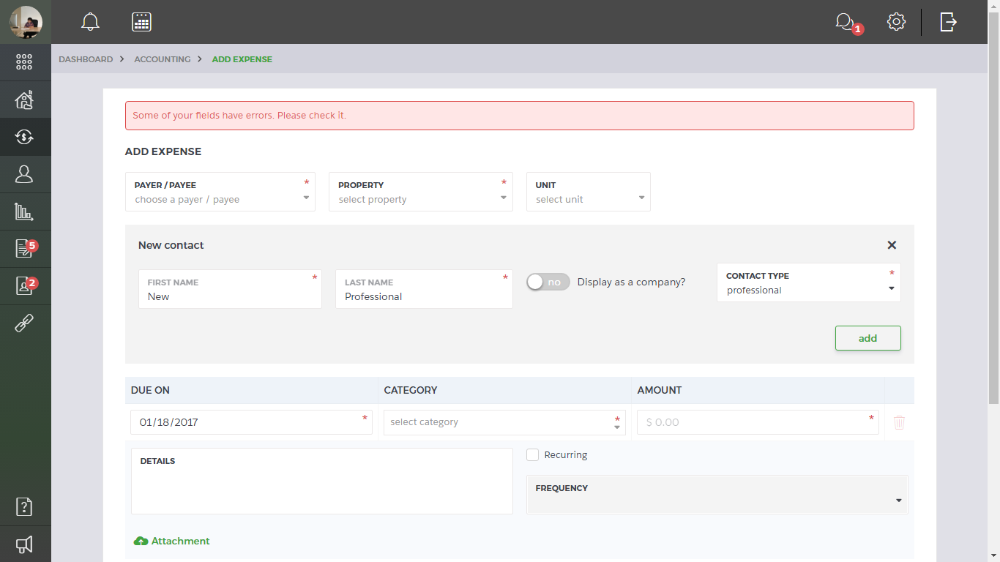 1
DASHBOARD ACCOUNTING ADD EXPENSE
Some of your fields have errors. Please check it.
ADD EXPENSE
PAYER / PAYEE *
choose a payer / payee
PROPERTY *
select property
UNIT
select unit
New contact
FIRST NAME *
New
LAST NAME *
Professional
no Display as a company?
CONTACT TYPE *
professional
add
5
2
DUE ON CATEGORY AMOUNT
01/18/2017 * select category * $ 0.00 *
DETAILS
Recurring
FREQUENCY
Attachment
?